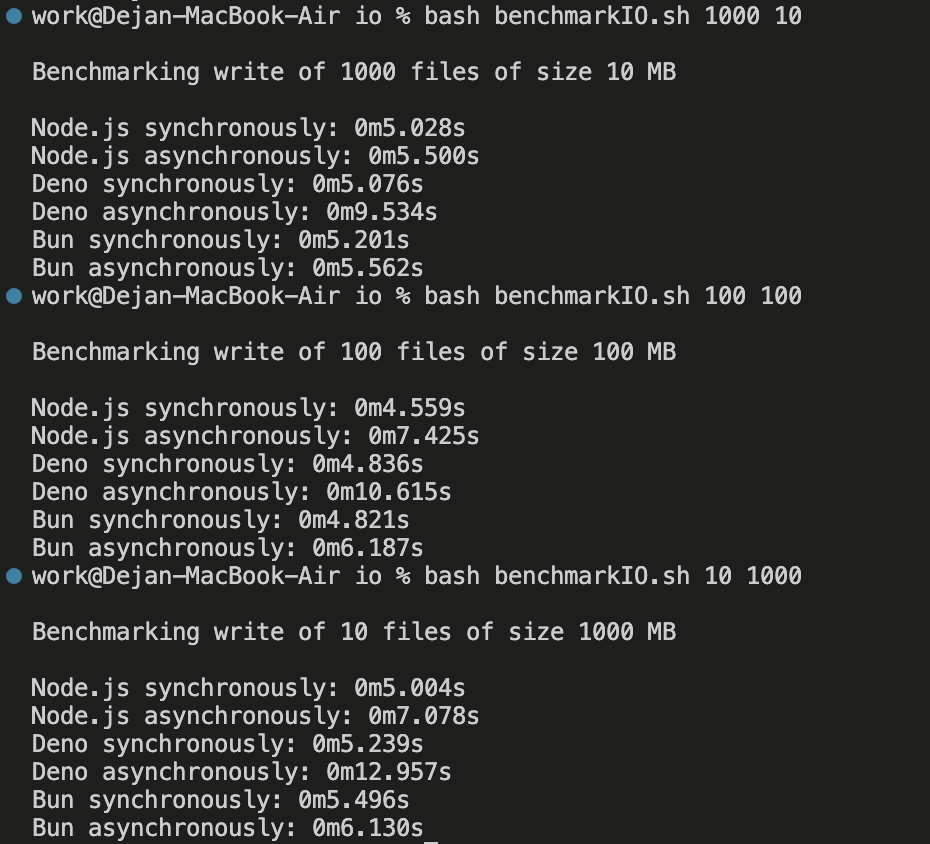 work@Dejan-MacBook-Air io % bash benchmarkIO.sh 1000 10
Benchmarking write of 1000 files of size 10 MB
Node.js synchronously: 0m5.028s
Node.js asynchronously: 0m5.500s
Deno synchronously: 0m5.076s
Deno asynchronously: 0m9.534s
Bun synchronously: 0m5.201s
Bun asynchronously: 0m5.562s
work@Dejan-MacBook-Air io % bash benchmarkIO.sh 100 100
Benchmarking write of 100 files of size 100 MB
Node.js synchronously: 0m4.559s
Node.js asynchronously: 0m7.425s
Deno synchronously: 0m4.836s
Deno asynchronously: 0m10.615s
Bun synchronously: 0m4.821s
Bun asynchronously: 0m6.187s
work@Dejan-MacBook-Air io % bash benchmarkIO.sh 10 1000
Benchmarking write of 10 files of size 1000 MB
Node.js synchronously: 0m5.004s
Node.js asynchronously: 0m7.078s
Deno synchronously: 0m5.239s
Deno asynchronously: 0m12.957s
Bun synchronously: 0m5.496s
Bun asynchronously: 0m6.130s